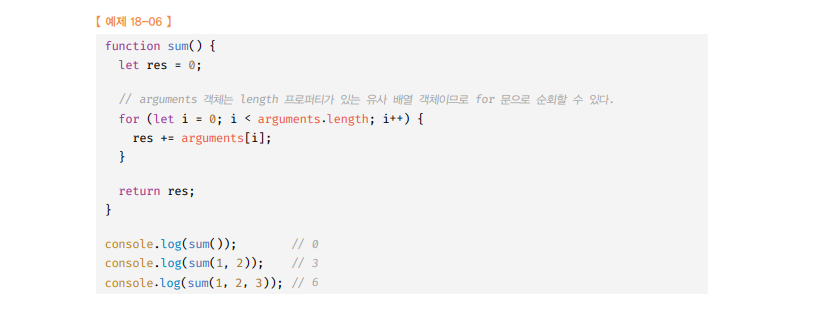 【 예제 18-06 】
function sum() {
  let res = 0;

  // arguments 객체는 length 프로퍼티가 있는 유사 배열 객체이므로 for 문으로 순회할 수 있다.
  for (let i = 0; i < arguments.length; i++) {
    res += arguments[i];
  }

  return res;
}

console.log(sum());        // 0
console.log(sum(1, 2));    // 3
console.log(sum(1, 2, 3)); // 6